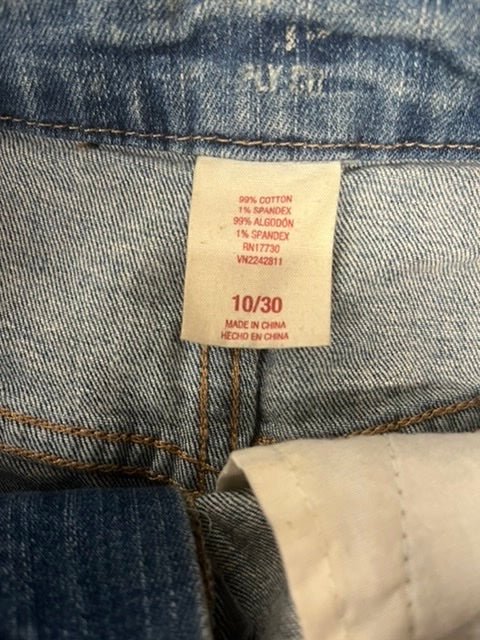 99% COTTON
1% SPANDEX
99% ALGODÓN
1% SPANDEX
RN17730
VN2242811
10/30
MADE IN CHINA
HECHO EN CHINA